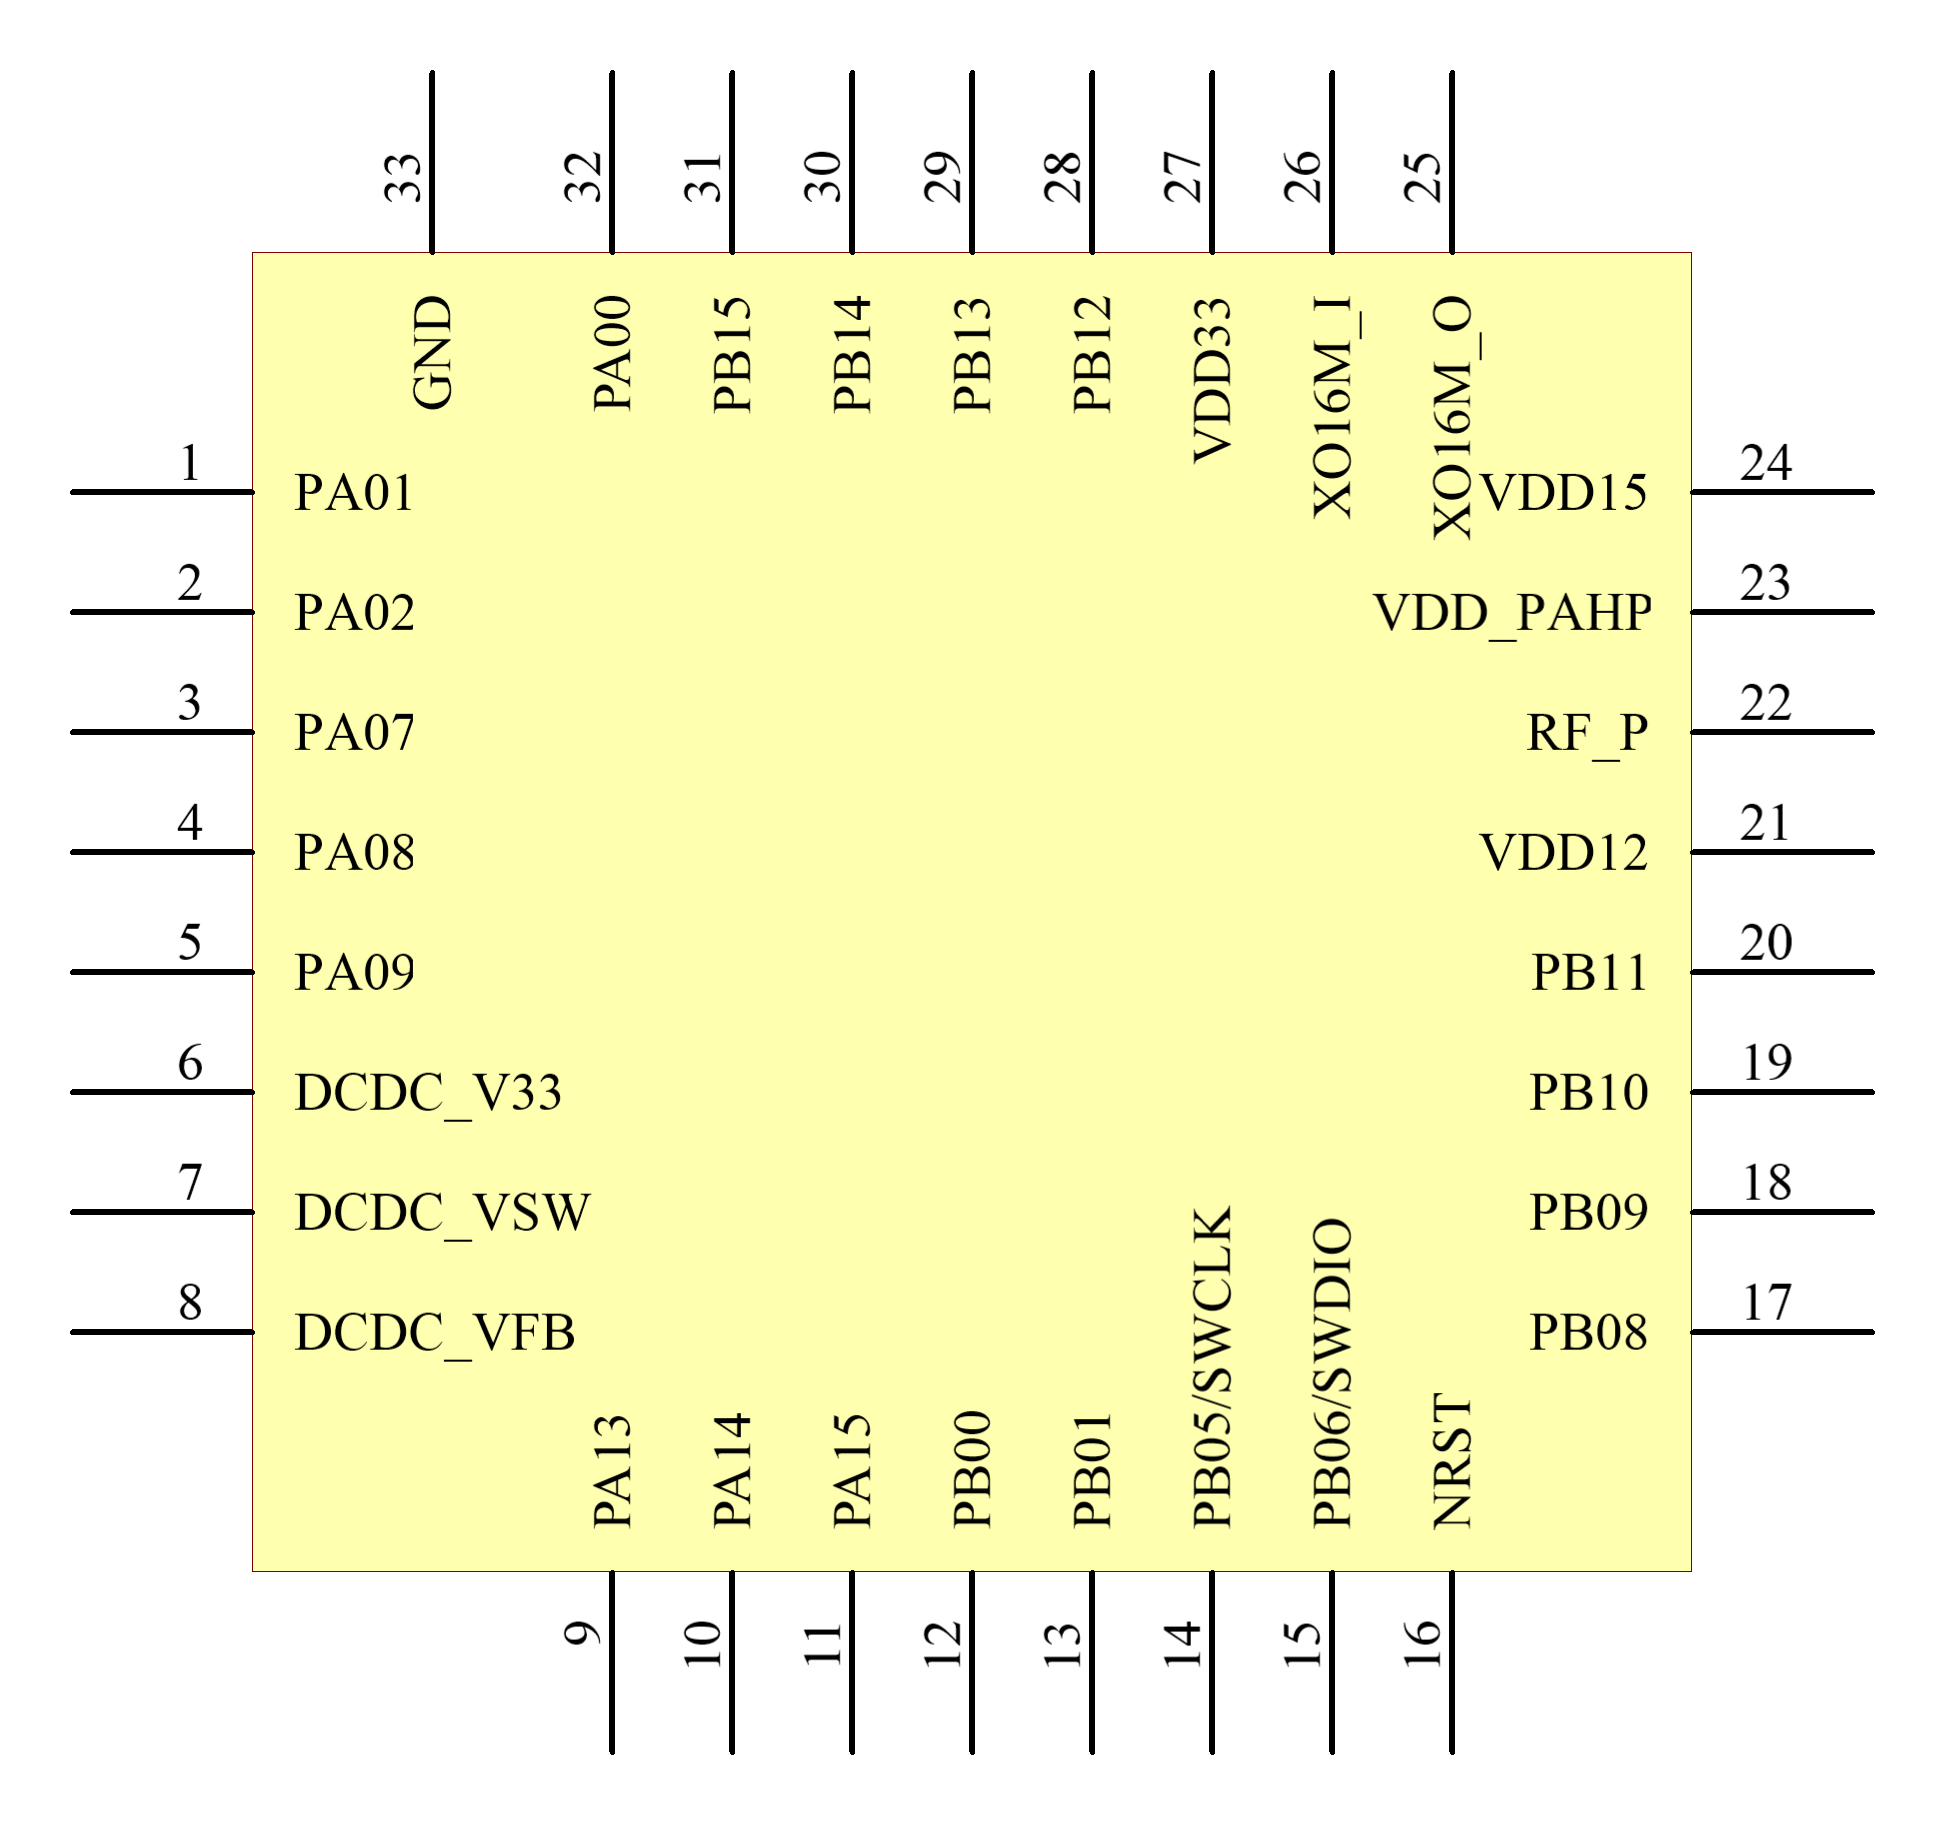 33
32
31
30
29
28
27
26
25
GND
PA00
PB15
PB14
PB13
PB12
VDD33
XO16M_I
XO16M_O
1
PA01
2
PA02
3
PA07
4
PA08
5
PA09
6
DCDC_V33
7
DCDC_VSW
8
DCDC_VFB
24
VDD15
23
VDD_PAHP
22
RF_P
21
VDD12
20
PB11
19
PB10
18
PB09
17
PB08
PA13
PA14
PA15
PB00
PB01
PB05/SWCLK
PB06/SWDIO
NRST
9
10
11
12
13
14
15
16